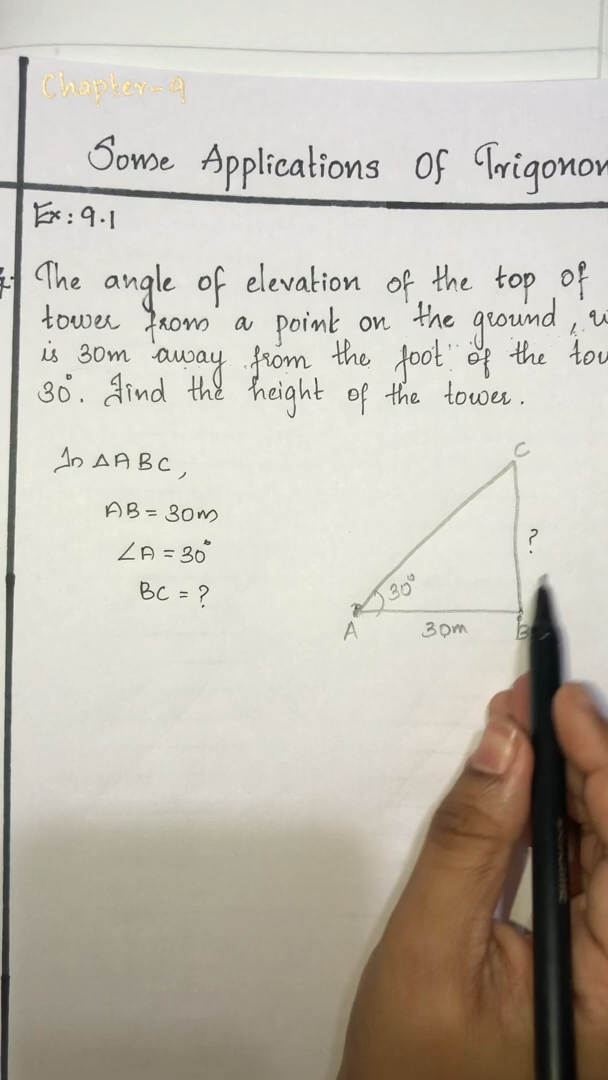 Chapter-9
Some Applications Of Trigonom
Ex: 9.1
The angle of elevation of the top of
tower from a point on the ground,
is 30m away from the foot of the tow
30°. Find the height of the tower.
In △ABC,
AB = 30m
∠A = 30°
BC = ?
C
?
30°
A
30m
B